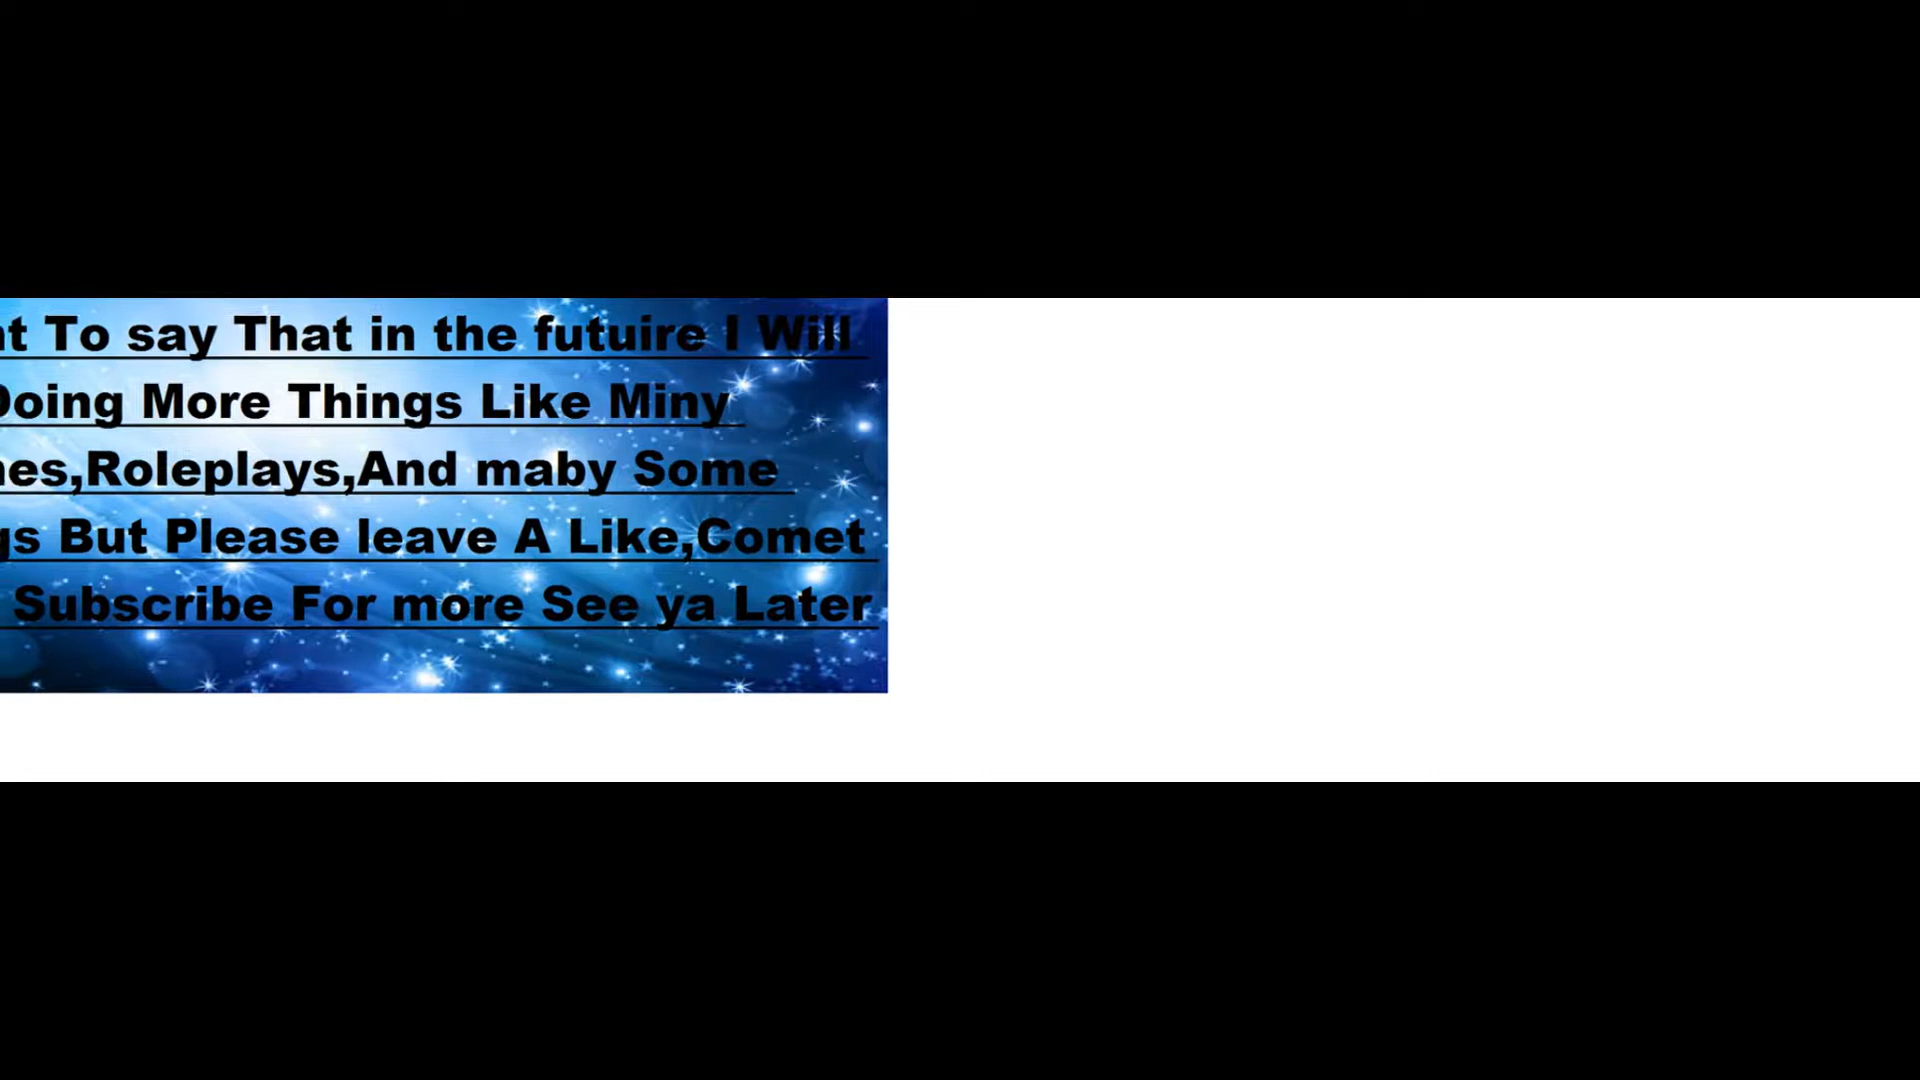 To say That in the futuire I Will
Doing More Things Like Miny
Roleplays,And maby Some
But Please leave A Like,Comet
Subscribe For more See ya Later